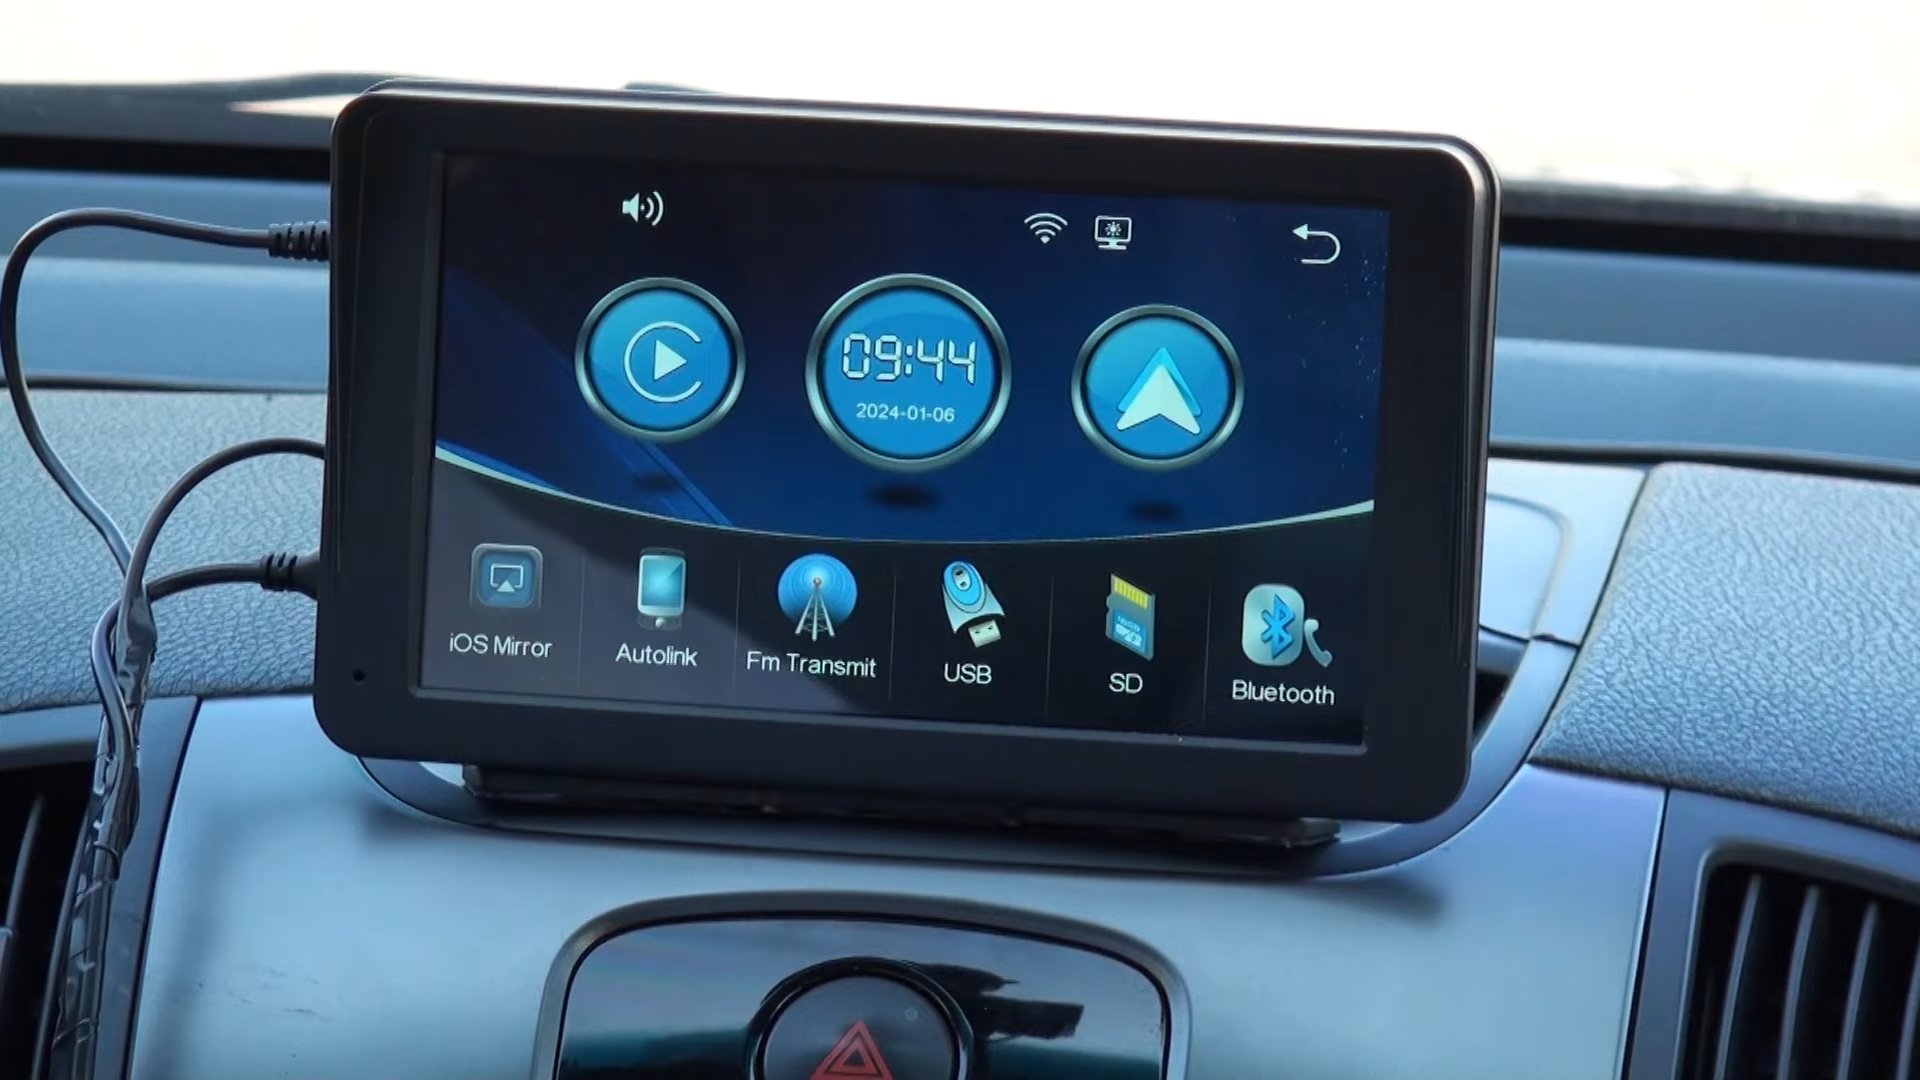 09:44
2024-01-06
iOS Mirror
Autolink
Fm Transmit
USB
SD
Bluetooth